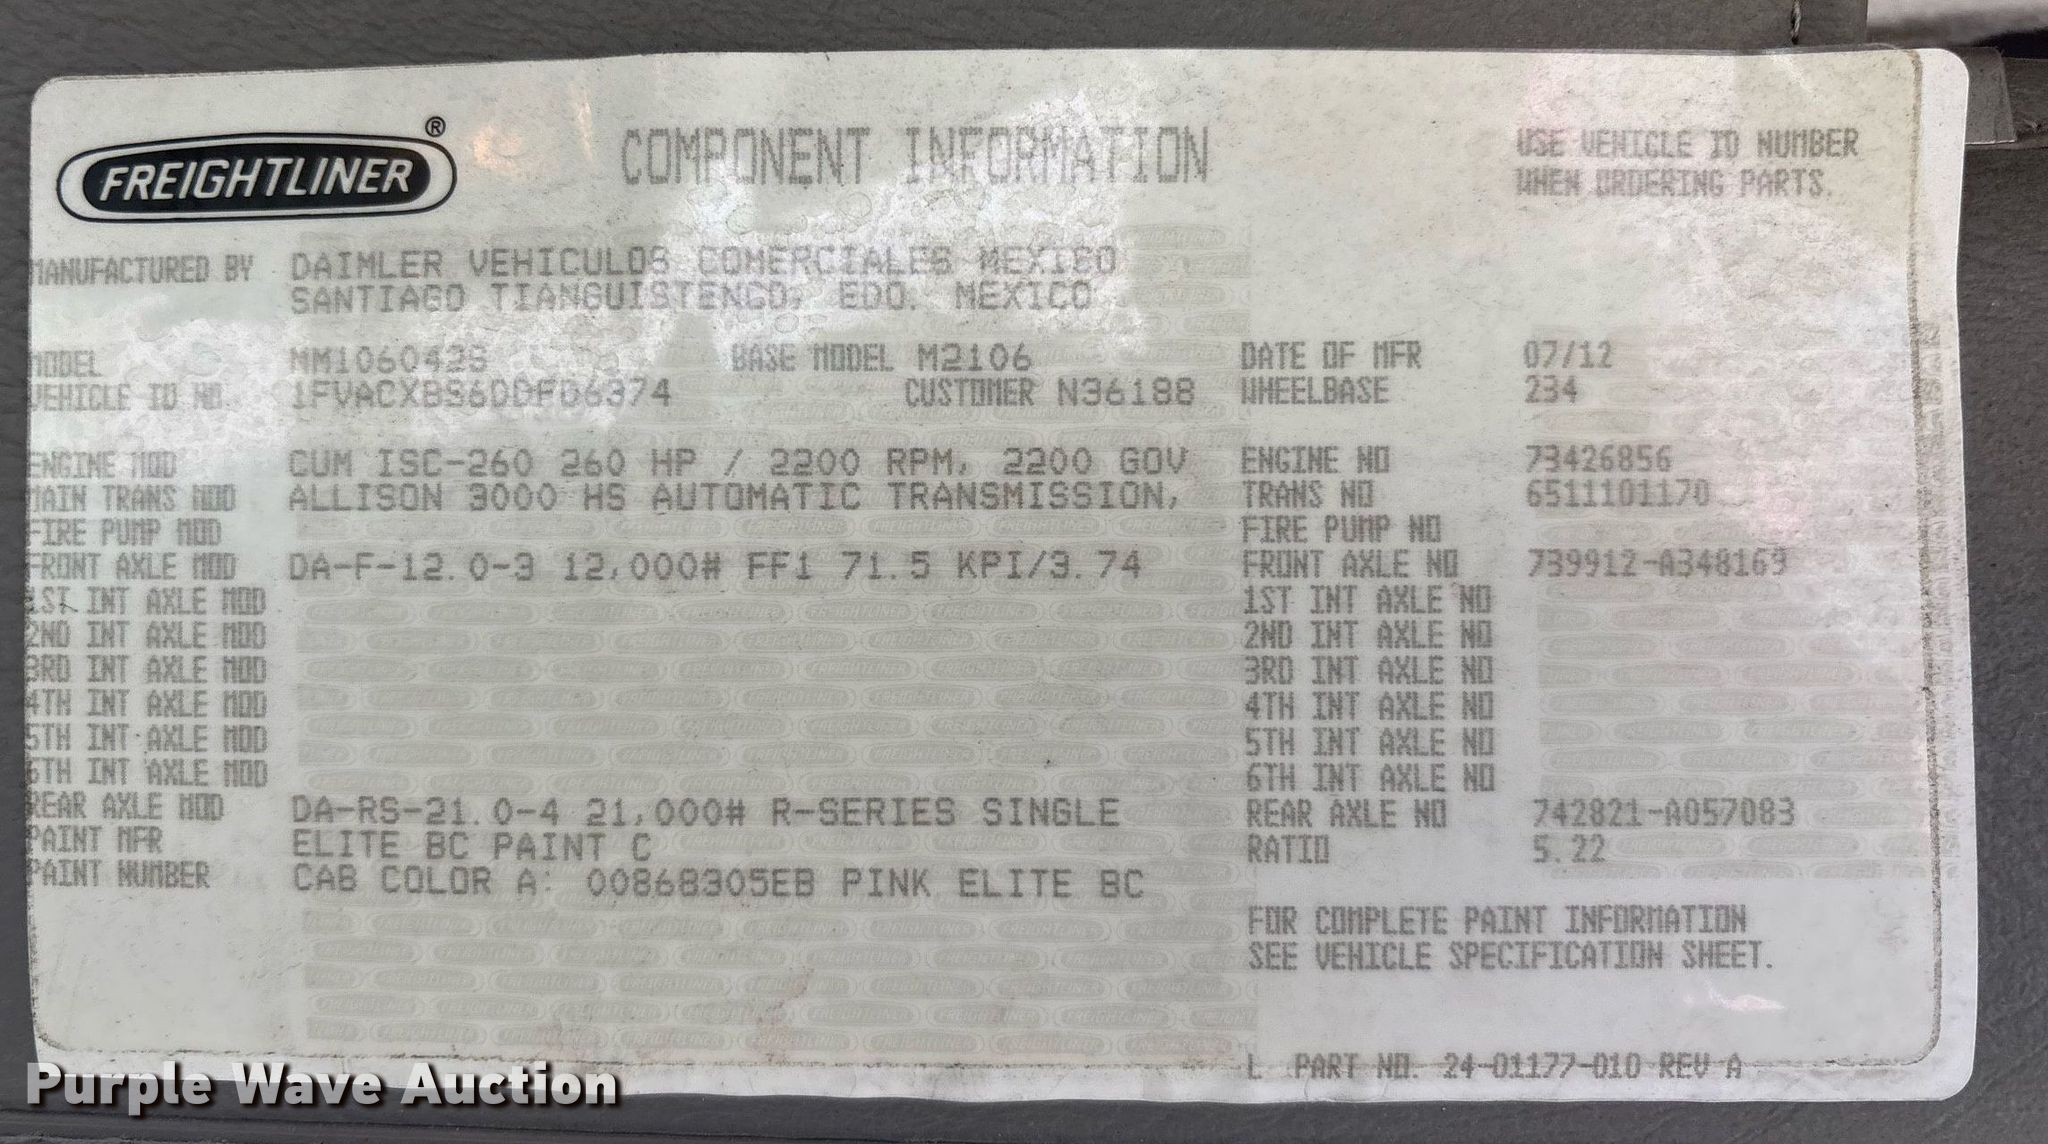 FREIGHTLINER ®
COMPONENT INFORMATION
USE VEHICLE ID NUMBER
WHEN ORDERING PARTS.
MANUFACTURED BY DAIMLER VEHICULOS COMERCIALES MEXICO
SANTIAGO TIANGUISTENCO, EDO. MEXICO
MODEL MM106042S BASE MODEL M2106 DATE OF MFR 07/12
VEHICLE ID NO. 1FVACXBS6DDFD6374 CUSTOMER N36188 WHEELBASE 234
ENGINE MOD CUM ISC-260 260 HP / 2200 RPM, 2200 GOV ENGINE NO 73426856
MAIN TRANS MOD ALLISON 3000 HS AUTOMATIC TRANSMISSION, TRANS NO 6511101170
FIRE PUMP MOD FIRE PUMP NO
FRONT AXLE MOD DA-F-12.0-3 12,000# FF1 71.5 KPI/3.74 FRONT AXLE NO 739912-A348169
1ST INT AXLE MOD 1ST INT AXLE NO
2ND INT AXLE MOD 2ND INT AXLE NO
3RD INT AXLE MOD 3RD INT AXLE NO
4TH INT AXLE MOD 4TH INT AXLE NO
5TH INT AXLE MOD 5TH INT AXLE NO
6TH INT AXLE MOD 6TH INT AXLE NO
REAR AXLE MOD DA-RS-21.0-4 21,000# R-SERIES SINGLE REAR AXLE NO 742821-A057083
PAINT MFR ELITE BC PAINT C RATIO 5.22
PAINT NUMBER CAB COLOR A: 00868305EB PINK ELITE BC
FOR COMPLETE PAINT INFORMATION
SEE VEHICLE SPECIFICATION SHEET.
L PART NO. 24-01177-010 REV A
Purple Wave Auction